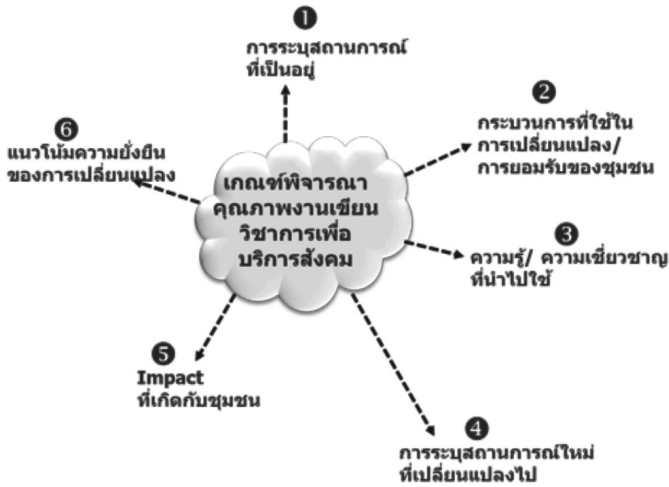 ❶
การระบุสถานการณ์
ที่เป็นอยู่
❷
กระบวนการที่ใช้ใน
การเปลี่ยนแปลง/
การยอมรับของชุมชน
❸
ความรู้/ ความเชี่ยวชาญ
ที่นำไปใช้
❹
การระบุสถานการณ์ใหม่
ที่เปลี่ยนแปลงไป
❺
Impact
ที่เกิดกับชุมชน
❻
แนวโน้มความยั่งยืน
ของการเปลี่ยนแปลง
เกณฑ์พิจารณา
คุณภาพงานเขียน
วิชาการเพื่อ
บริการสังคม